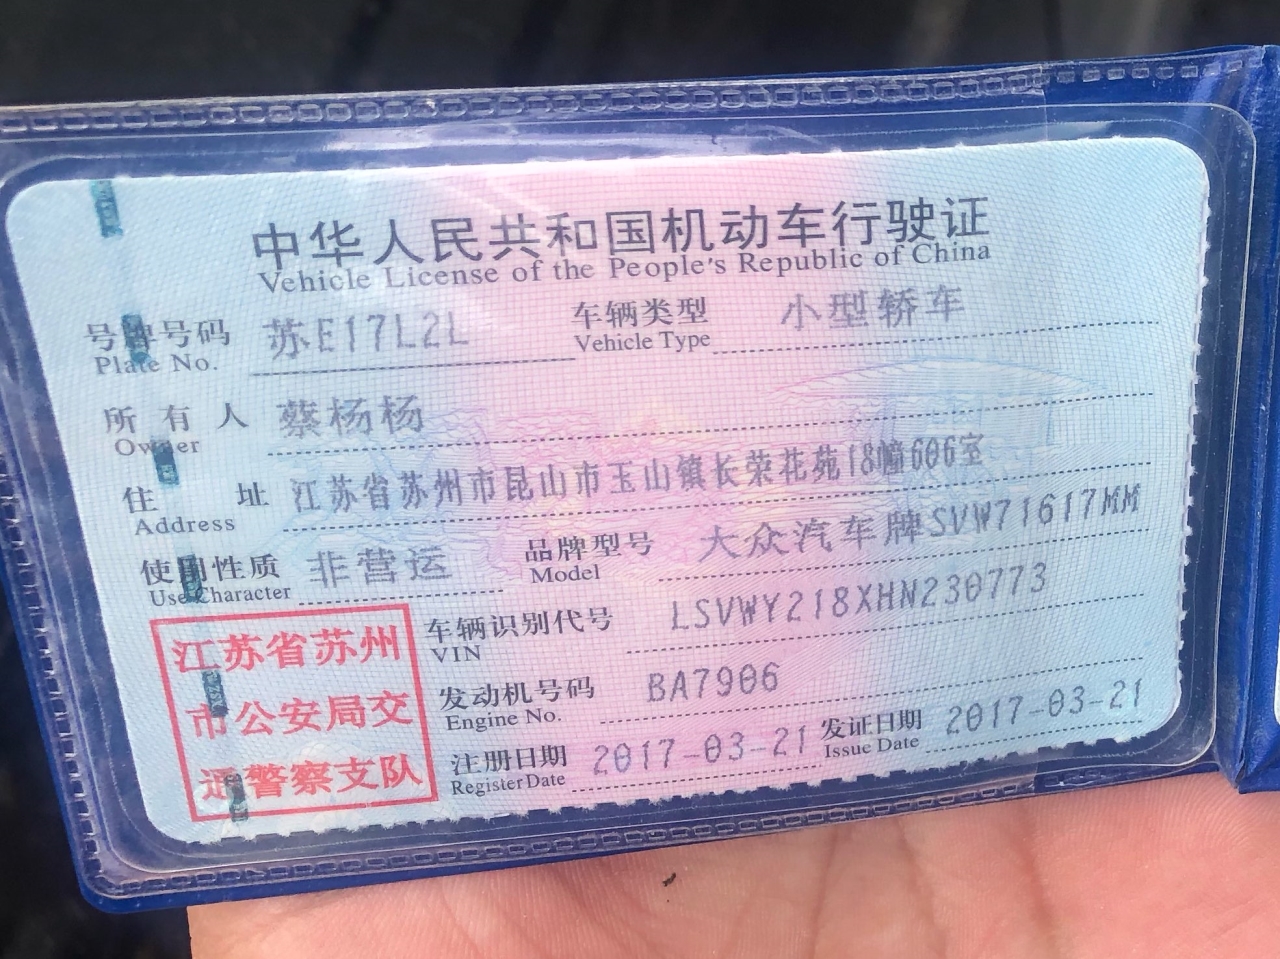 中华人民共和国机动车行驶证
Vehicle License of the People's Republic of China
号牌号码 苏E17L2L 车辆类型 小型轿车
Plate No. Vehicle Type
所有人 蔡杨杨
Owner
住址 江苏省苏州市昆山市玉山镇长荣花苑18幢606室
Address
使用性质 非营运 品牌型号 大众汽车牌SVW71617MM
Use Character Model
车辆识别代号 LSVWY218XHN230773
VIN
发动机号码 BA7906
Engine No.
注册日期 2017-03-21 发证日期 2017-03-21
Register Date Issue Date
江苏省苏州
市公安局交
通警察支队